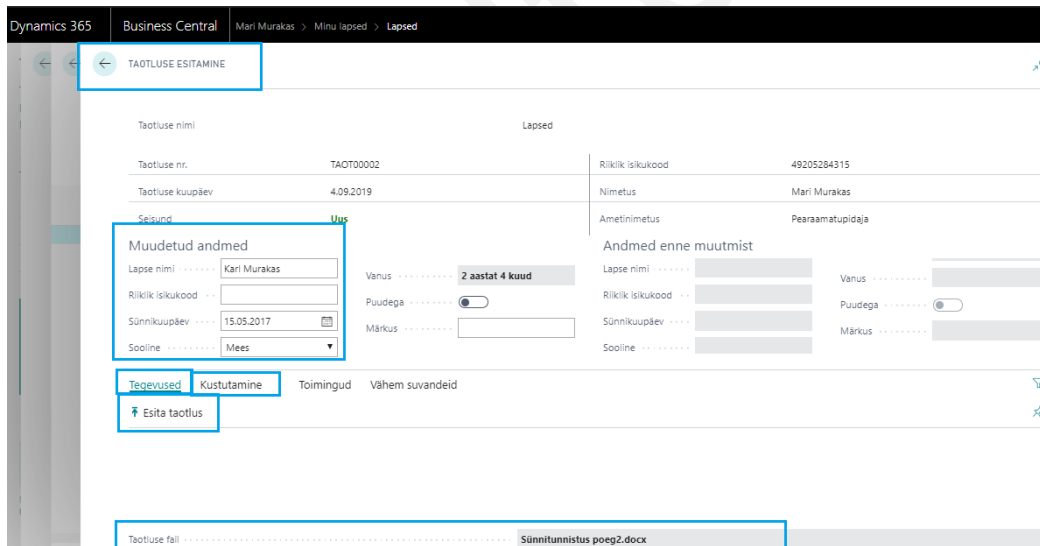 Dynamics 365 Business Central Mari Murakas > Minu lapsed > Lapsed
TAOTLUSE ESITAMINE
Taotluse nimi Lapsed
Taotluse nr. TAOT00002 Riiklik isikukood 49205284315
Taotluse kuupäev 4.09.2019 Nimetus Mari Murakas
Seisund Uus Ametinimetus Pearaamatupidaja
Muudetud andmed Andmed enne muutmist
Lapse nimi Karl Murakas Vanus 2 aastat 4 kuud Lapse nimi Vanus
Riiklik isikukood Puudega Riiklik isikukood Puudega
Sünnikuupäev 15.05.2017 Märkus Sünnikuupäev Märkus
Sooline Mees Sooline
Tegevused Kustutamine Toimingud Vähem suvandeid
Esita taotlus
Taotluse fail Sünnitunnistus poeg2.docx